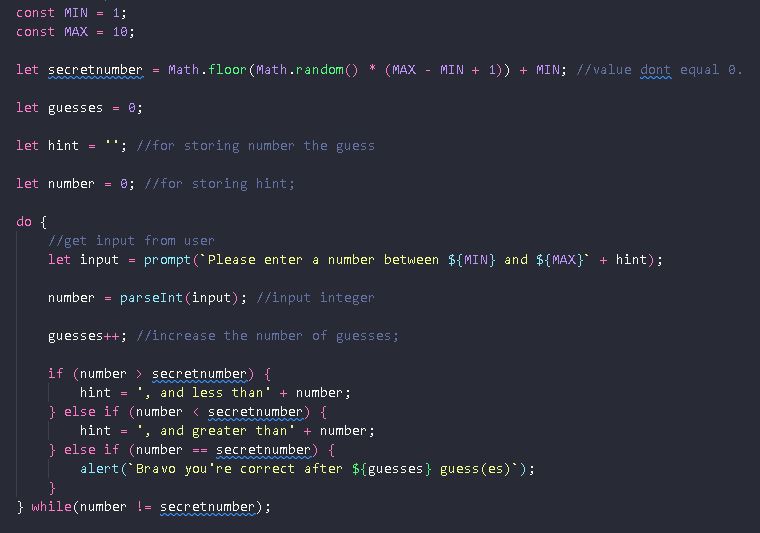 const MIN = 1;
const MAX = 10;
let secretnumber = Math.floor(Math.random() * (MAX - MIN + 1)) + MIN; //value dont equal 0.
let guesses = 0;
let hint = ''; //for storing number the guess
let number = 0; //for storing hint;
do {
//get input from user
let input = prompt(`Please enter a number between ${MIN} and ${MAX}` + hint);
number = parseInt(input); //input integer
guesses++; //increase the number of guesses;
if (number > secretnumber) {
hint = ', and less than' + number;
} else if (number < secretnumber) {
hint = ', and greater than' + number;
} else if (number == secretnumber) {
alert(`Bravo you're correct after ${guesses} guess(es)`);
}
} while(number != secretnumber);